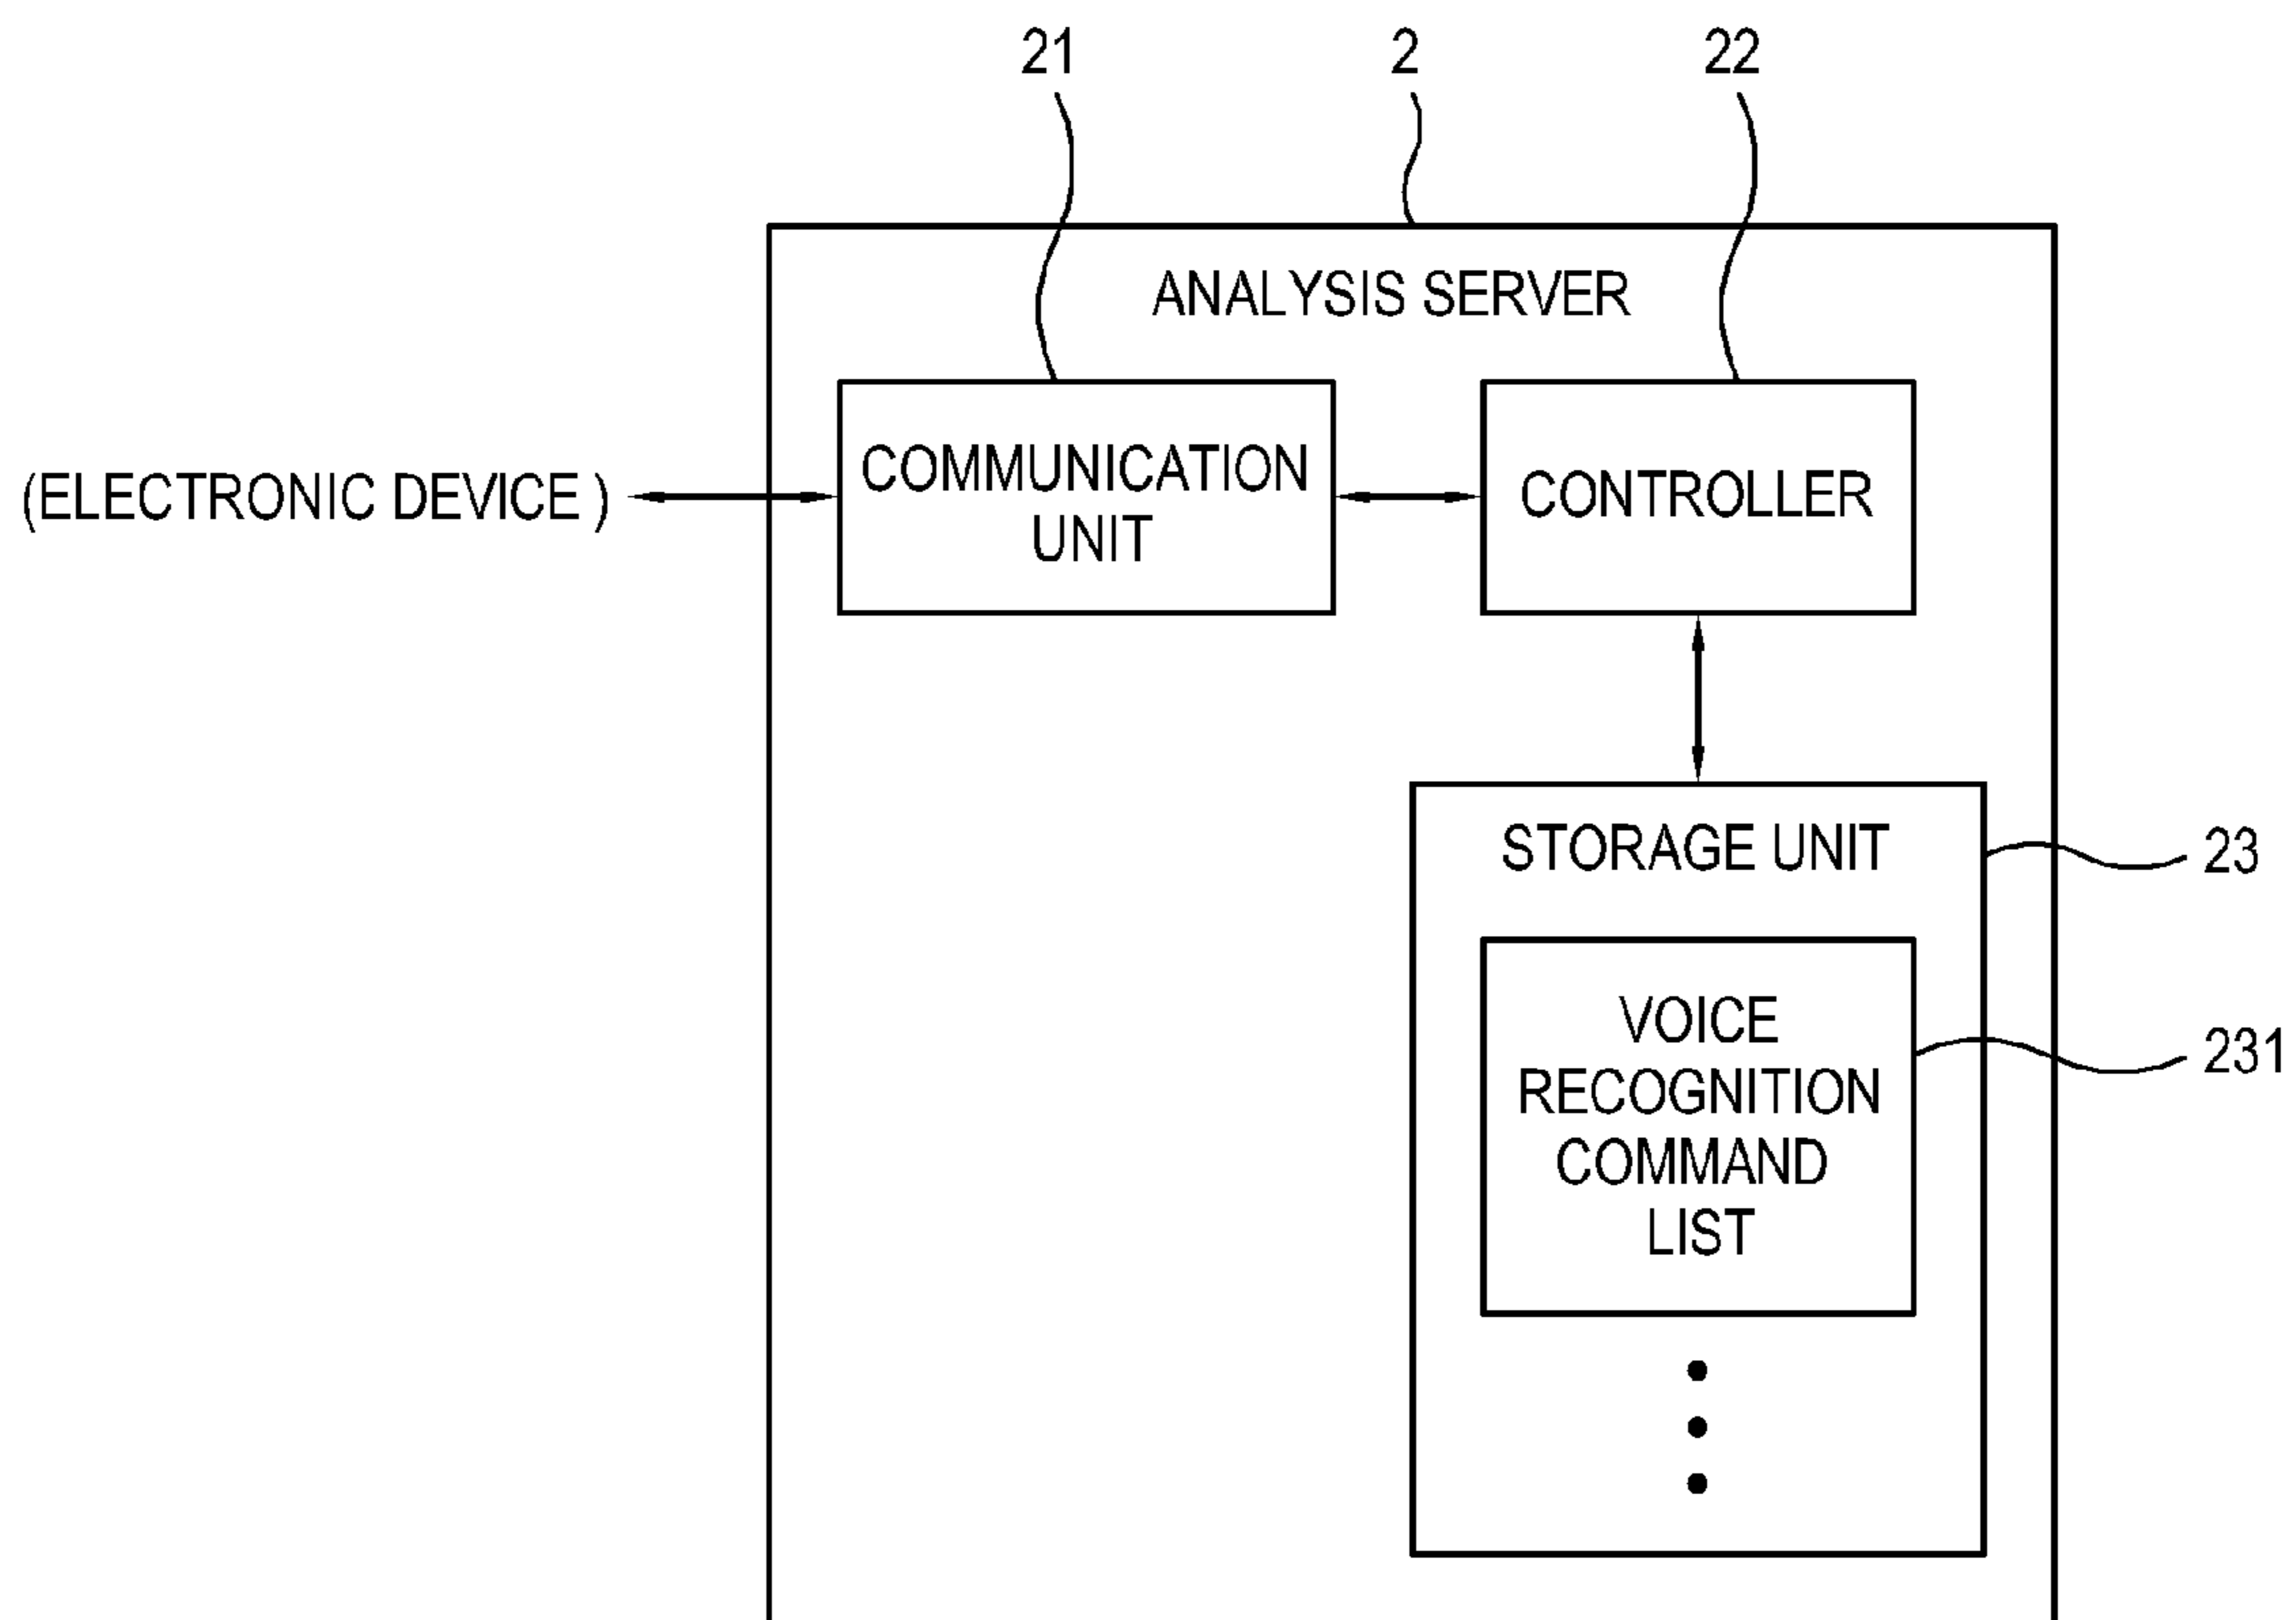 21
2
22
ANALYSIS SERVER
(ELECTRONIC DEVICE )
COMMUNICATION
UNIT
CONTROLLER
STORAGE UNIT
23
VOICE
RECOGNITION
COMMAND
LIST
231